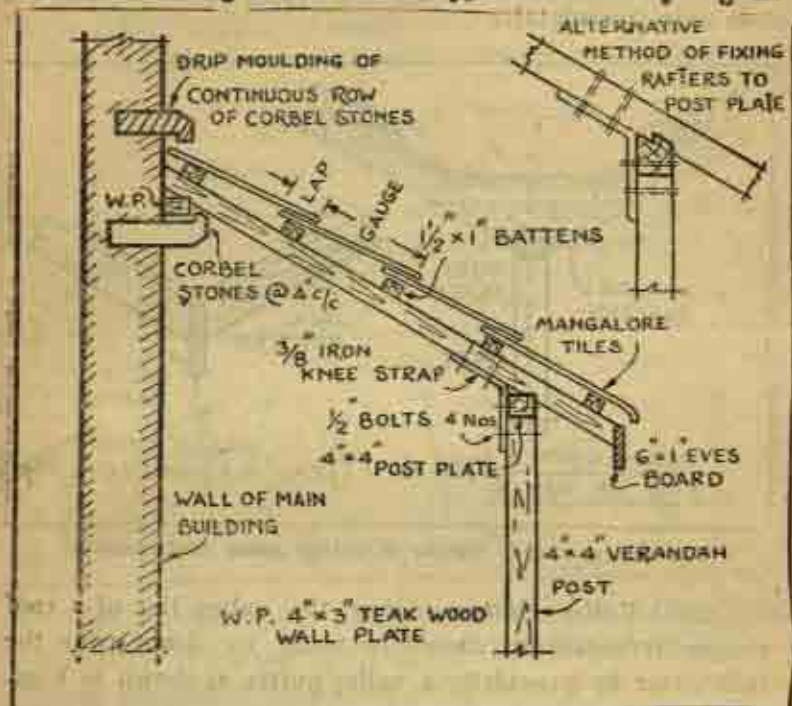 DRIP MOULDING OF
CONTINUOUS ROW
OF CORBEL STONES
ALTERNATIVE
METHOD OF FIXING
RAFTERS TO
POST PLATE
LAP
GAUGE
W.P.
1½" × 1" BATTENS
CORBEL
STONES @ 4" c/c
MANGALORE
TILES
3/8" IRON
KNEE STRAP
½" BOLTS 4 NOS
4" × 4"
POST PLATE
6" × 1" EVES
BOARD
WALL OF MAIN
BUILDING
4" × 4" VERANDAH
POST
W.P. 4" × 3" TEAK WOOD
WALL PLATE